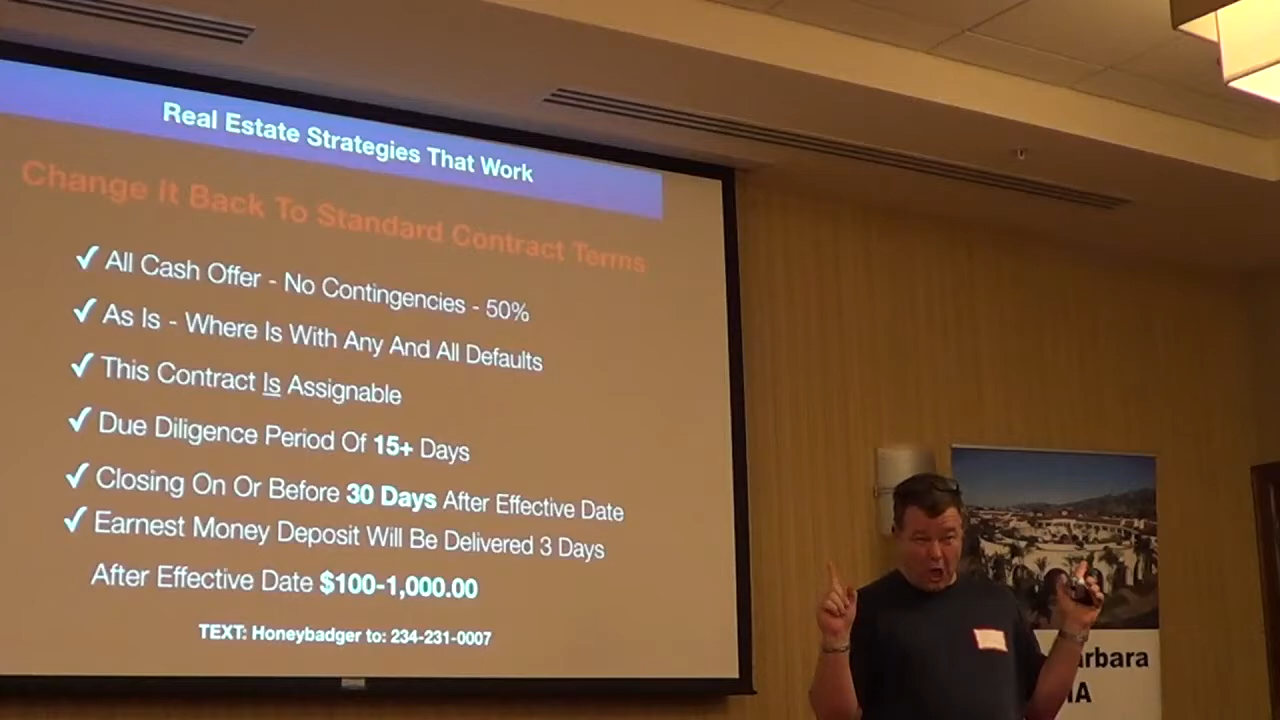 Real Estate Strategies That Work
Change It Back To Standard Contract Terms
✓ All Cash Offer - No Contingencies - 50%
✓ As Is - Where Is With Any And All Defaults
✓ This Contract Is Assignable
✓ Due Diligence Period Of 15+ Days
✓ Closing On Or Before 30 Days After Effective Date
✓ Earnest Money Deposit Will Be Delivered 3 Days
After Effective Date $100-1,000.00
TEXT: Honeybadger to: 234-231-0007
arbara
IA